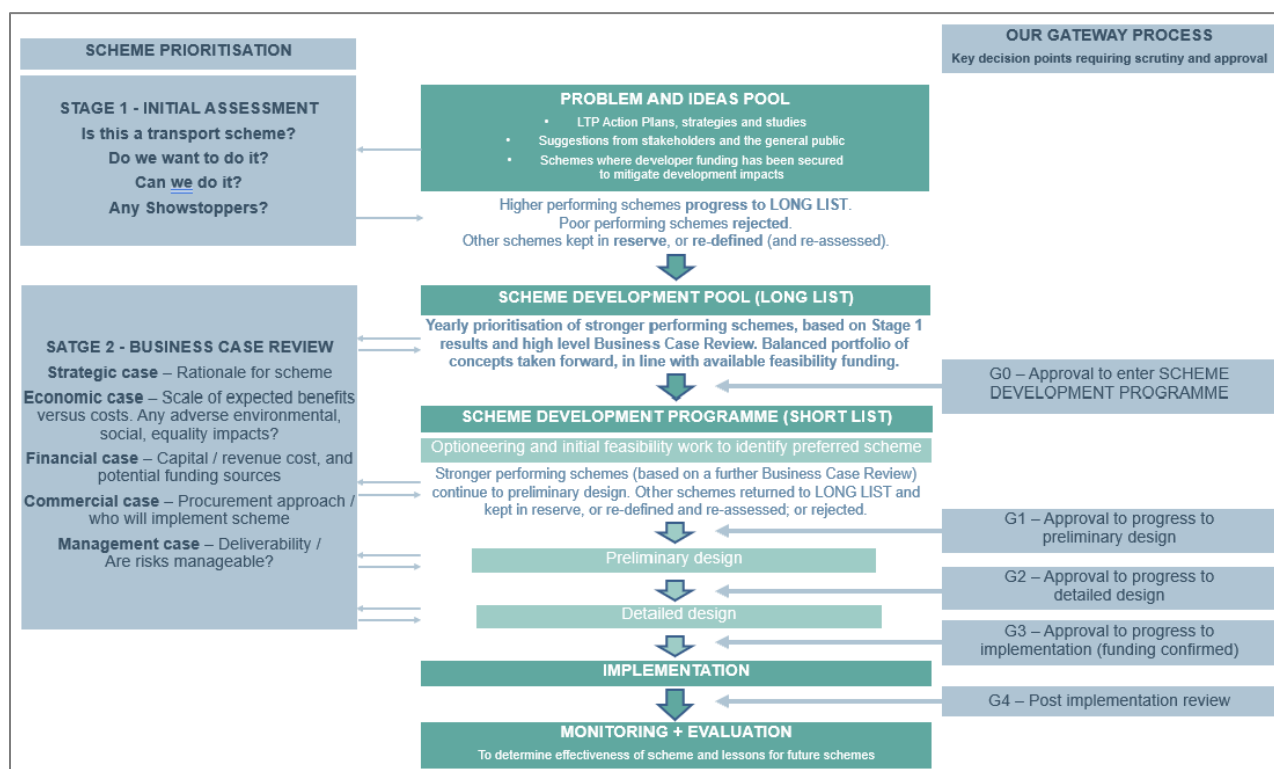 SCHEME PRIORITISATION
STAGE 1 - INITIAL ASSESSMENT
Is this a transport scheme?
Do we want to do it?
Can we do it?
Any Showstoppers?
SATGE 2 - BUSINESS CASE REVIEW
Strategic case – Rationale for scheme
Economic case – Scale of expected benefits
versus costs. Any adverse environmental,
social, equality impacts?
Financial case – Capital / revenue cost, and
potential funding sources
Commercial case – Procurement approach /
who will implement scheme
Management case – Deliverability /
Are risks manageable?
PROBLEM AND IDEAS POOL
• LTP Action Plans, strategies and studies
• Suggestions from stakeholders and the general public
• Schemes where developer funding has been secured
to mitigate development impacts
Higher performing schemes progress to LONG LIST.
Poor performing schemes rejected.
Other schemes kept in reserve, or re-defined (and re-assessed).
SCHEME DEVELOPMENT POOL (LONG LIST)
Yearly prioritisation of stronger performing schemes, based on Stage 1
results and high level Business Case Review. Balanced portfolio of
concepts taken forward, in line with available feasibility funding.
SCHEME DEVELOPMENT PROGRAMME (SHORT LIST)
Optioneering and initial feasibility work to identify preferred scheme
Stronger performing schemes (based on a further Business Case Review)
continue to preliminary design. Other schemes returned to LONG LIST and
kept in reserve, or re-defined and re-assessed; or rejected.
Preliminary design
Detailed design
IMPLEMENTATION
MONITORING + EVALUATION
To determine effectiveness of scheme and lessons for future schemes
OUR GATEWAY PROCESS
Key decision points requiring scrutiny and approval
G0 – Approval to enter SCHEME
DEVELOPMENT PROGRAMME
G1 – Approval to progress to
preliminary design
G2 – Approval to progress to
detailed design
G3 – Approval to progress to
implementation (funding confirmed)
G4 – Post implementation review